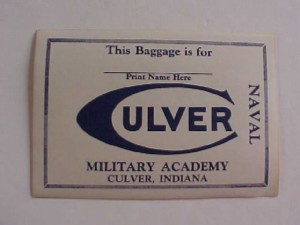 This Baggage is for
Print Name Here
CULVER
NAVAL
MILITARY ACADEMY
CULVER, INDIANA